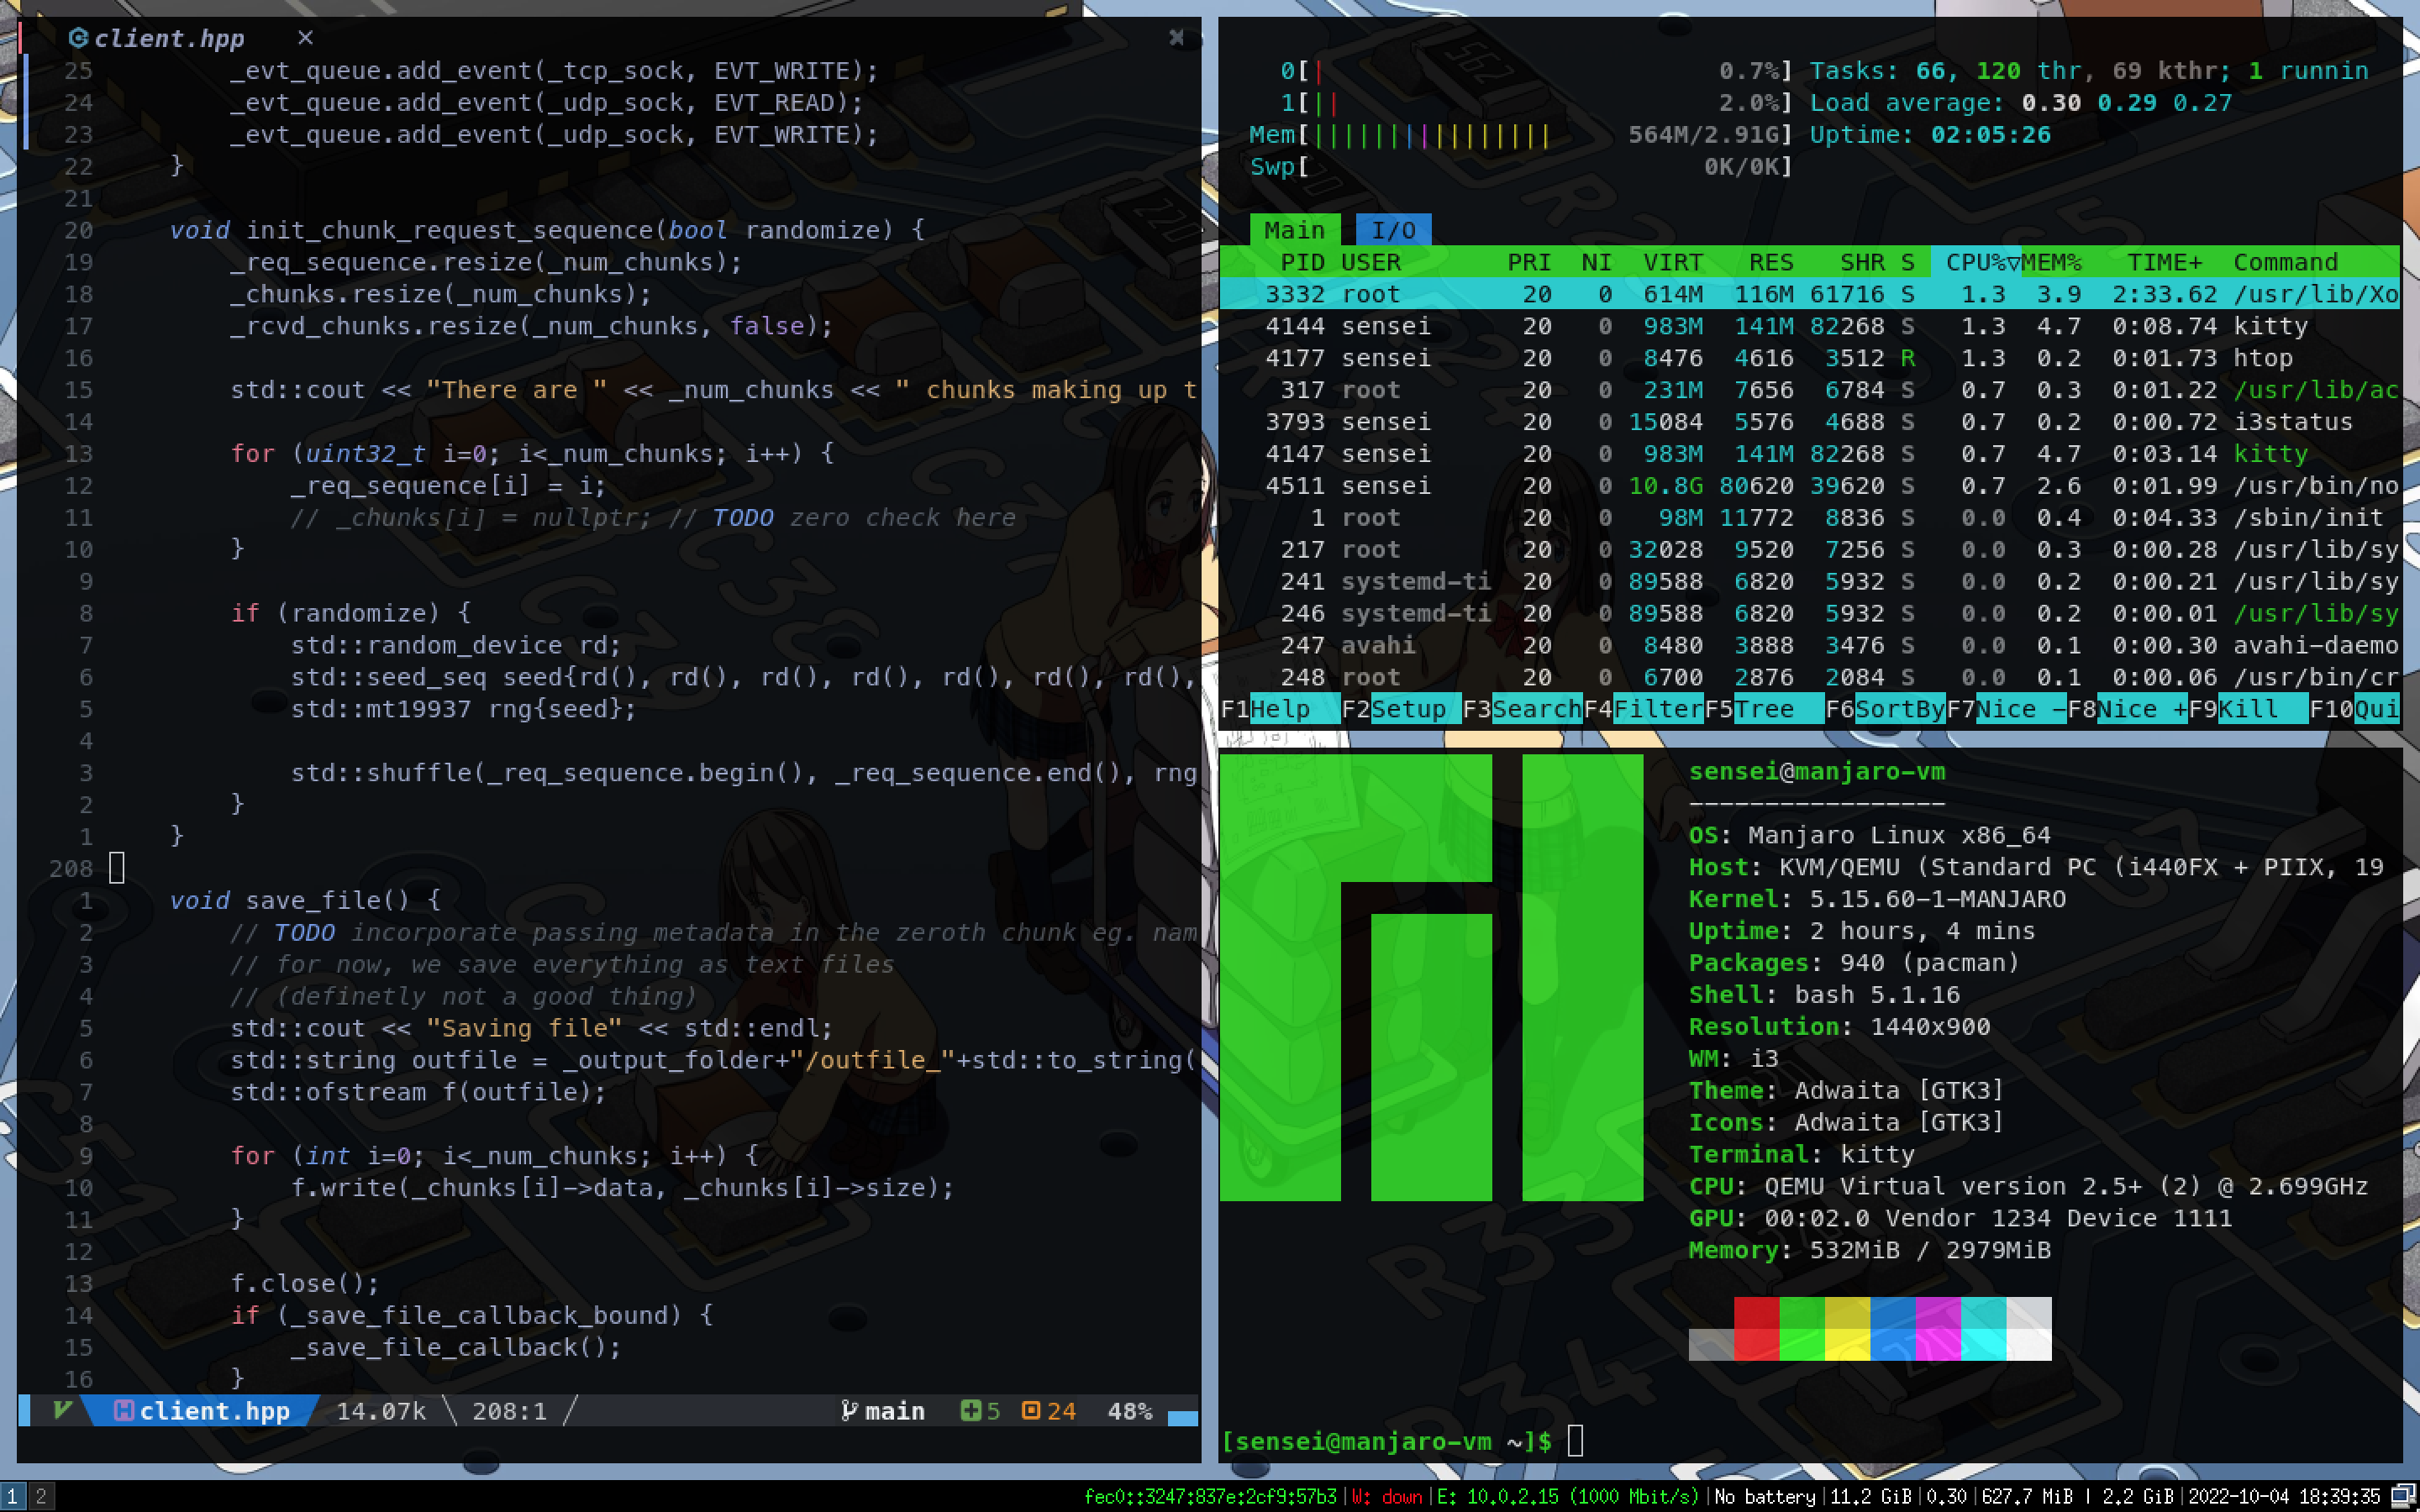 client.hpp ×
25 _evt_queue.add_event(_tcp_sock, EVT_WRITE);
24 _evt_queue.add_event(_udp_sock, EVT_READ);
23 _evt_queue.add_event(_udp_sock, EVT_WRITE);
22 }
21
20 void init_chunk_request_sequence(bool randomize) {
19 _req_sequence.resize(_num_chunks);
18 _chunks.resize(_num_chunks);
17 _rcvd_chunks.resize(_num_chunks, false);
16
15 std::cout << "There are " << _num_chunks << " chunks making up t
14
13 for (uint32_t i=0; i<_num_chunks; i++) {
12 _req_sequence[i] = i;
11 // _chunks[i] = nullptr; // TODO zero check here
10 }
9
8 if (randomize) {
7 std::random_device rd;
6 std::seed_seq seed{rd(), rd(), rd(), rd(), rd(), rd(), rd(),
5 std::mt19937 rng{seed};
4
3 std::shuffle(_req_sequence.begin(), _req_sequence.end(), rng
2 }
1 }
208
1 void save_file() {
2 // TODO incorporate passing metadata in the zeroth chunk eg. nam
3 // for now, we save everything as text files
4 // (definetly not a good thing)
5 std::cout << "Saving file" << std::endl;
6 std::string outfile = _output_folder+"/outfile_"+std::to_string(
7 std::ofstream f(outfile);
8
9 for (int i=0; i<_num_chunks; i++) {
10 f.write(_chunks[i]->data, _chunks[i]->size);
11 }
12
13 f.close();
14 if (_save_file_callback_bound) {
15 _save_file_callback();
16 }
client.hpp 14.07k 208:1 main 5 24 48%
0[| 0.7%] Tasks: 66, 120 thr, 69 kthr; 1 runnin
1[|| 2.0%] Load average: 0.30 0.29 0.27
Mem[|||||||||||||||| 564M/2.91G] Uptime: 02:05:26
Swp[ 0K/0K]
Main I/O
PID USER PRI NI VIRT RES SHR S CPU%▽MEM% TIME+ Command
3332 root 20 0 614M 116M 61716 S 1.3 3.9 2:33.62 /usr/lib/Xo
4144 sensei 20 0 983M 141M 82268 S 1.3 4.7 0:08.74 kitty
4177 sensei 20 0 8476 4616 3512 R 1.3 0.2 0:01.73 htop
317 root 20 0 231M 7656 6784 S 0.7 0.3 0:01.22 /usr/lib/ac
3793 sensei 20 0 15084 5576 4688 S 0.7 0.2 0:00.72 i3status
4147 sensei 20 0 983M 141M 82268 S 0.7 4.7 0:03.14 kitty
4511 sensei 20 0 10.8G 80620 39620 S 0.7 2.6 0:01.99 /usr/bin/no
1 root 20 0 98M 11772 8836 S 0.0 0.4 0:04.33 /sbin/init
217 root 20 0 32028 9520 7256 S 0.0 0.3 0:00.28 /usr/lib/sy
241 systemd-ti 20 0 89588 6820 5932 S 0.0 0.2 0:00.21 /usr/lib/sy
246 systemd-ti 20 0 89588 6820 5932 S 0.0 0.2 0:00.01 /usr/lib/sy
247 avahi 20 0 8480 3888 3476 S 0.0 0.1 0:00.30 avahi-daemo
248 root 20 0 6700 2876 2084 S 0.0 0.1 0:00.06 /usr/bin/cr
F1Help F2Setup F3SearchF4FilterF5Tree F6SortByF7Nice -F8Nice +F9Kill F10Qui
sensei@manjaro-vm
-----------------
OS: Manjaro Linux x86_64
Host: KVM/QEMU (Standard PC (i440FX + PIIX, 19
Kernel: 5.15.60-1-MANJARO
Uptime: 2 hours, 4 mins
Packages: 940 (pacman)
Shell: bash 5.1.16
Resolution: 1440x900
WM: i3
Theme: Adwaita [GTK3]
Icons: Adwaita [GTK3]
Terminal: kitty
CPU: QEMU Virtual version 2.5+ (2) @ 2.699GHz
GPU: 00:02.0 Vendor 1234 Device 1111
Memory: 532MiB / 2979MiB
[sensei@manjaro-vm ~]$
1 2
fec0::3247:837e:2cf9:57b3|W: down|E: 10.0.2.15 (1000 Mbit/s)|No battery|11.2 GiB|0.30|627.7 MiB | 2.2 GiB|2022-10-04 18:39:35